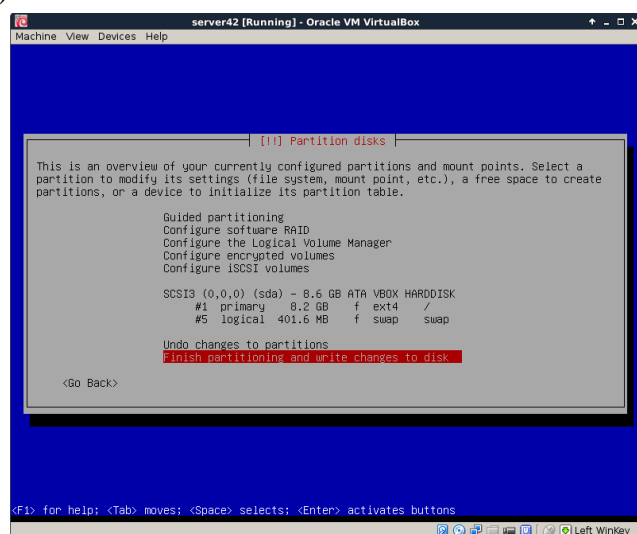 server42 [Running] - Oracle VM VirtualBox
Machine View Devices Help
[!!] Partition disks
This is an overview of your currently configured partitions and mount points. Select a
partition to modify its settings (file system, mount point, etc.), a free space to create
partitions, or a device to initialize its partition table.
Guided partitioning
Configure software RAID
Configure the Logical Volume Manager
Configure encrypted volumes
Configure iSCSI volumes
SCSI3 (0,0,0) (sda) - 8.6 GB ATA VBOX HARDDISK
#1 primary 8.2 GB f ext4 /
#5 logical 401.6 MB f swap swap
Undo changes to partitions
Finish partitioning and write changes to disk
<Go Back>
<F1> for help; <Tab> moves; <Space> selects; <Enter> activates buttons
Left WinKey